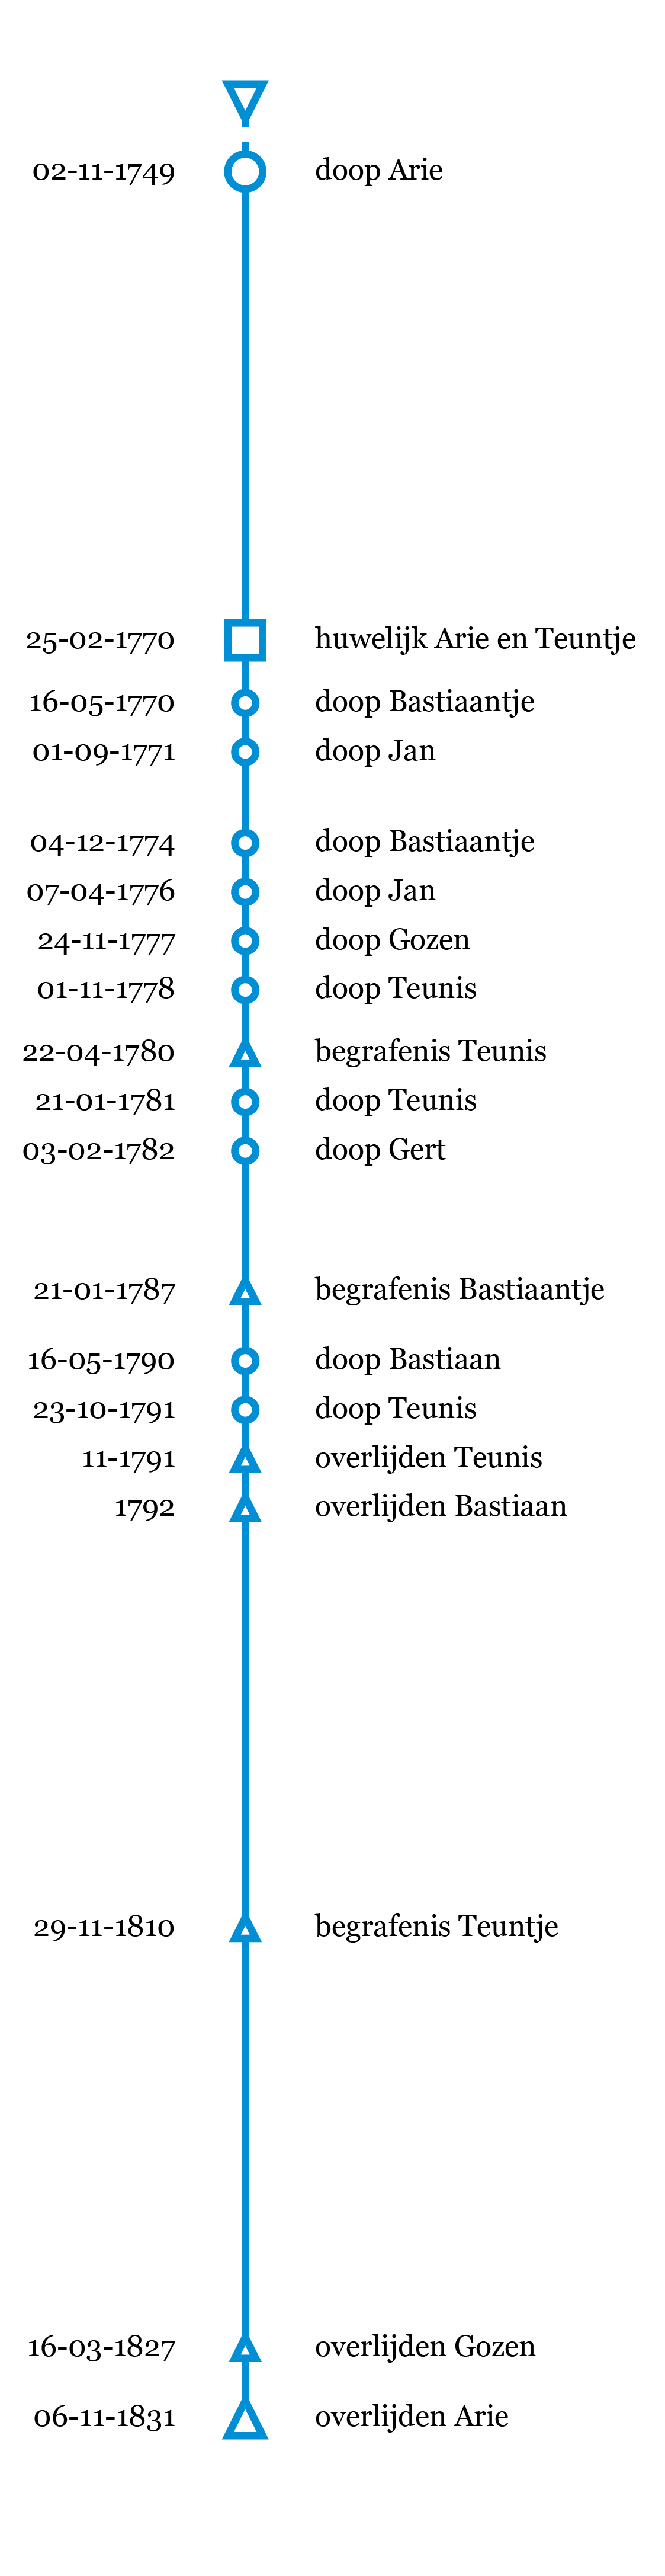 02-11-1749 doop Arie
25-02-1770 huwelijk Arie en Teuntje
16-05-1770 doop Bastiaantje
01-09-1771 doop Jan
04-12-1774 doop Bastiaantje
07-04-1776 doop Jan
24-11-1777 doop Gozen
01-11-1778 doop Teunis
22-04-1780 begrafenis Teunis
21-01-1781 doop Teunis
03-02-1782 doop Gert
21-01-1787 begrafenis Bastiaantje
16-05-1790 doop Bastiaan
23-10-1791 doop Teunis
11-1791 overlijden Teunis
1792 overlijden Bastiaan
29-11-1810 begrafenis Teuntje
16-03-1827 overlijden Gozen
06-11-1831 overlijden Arie